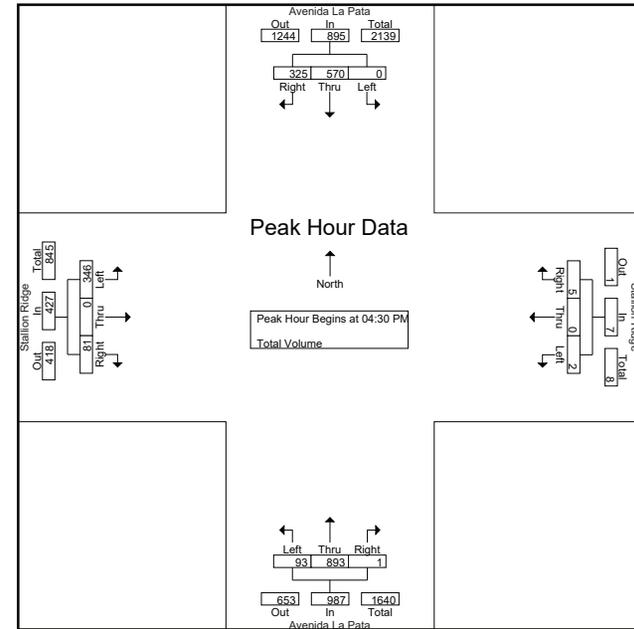 Avenida La Pata
Out In Total
1244 895 2139
325 570 0
Right Thru Left
Peak Hour Data
North
Peak Hour Begins at 04:30 PM
Total Volume
Stallion Ridge
Out In Total
418 427 845
Right Thru Left
81 0 346
Out In Total
1 7 8
Right Thru Left
5 0 2
Left Thru Right
93 893 1
653 987 1640
Out In Total
Avenida La Pata